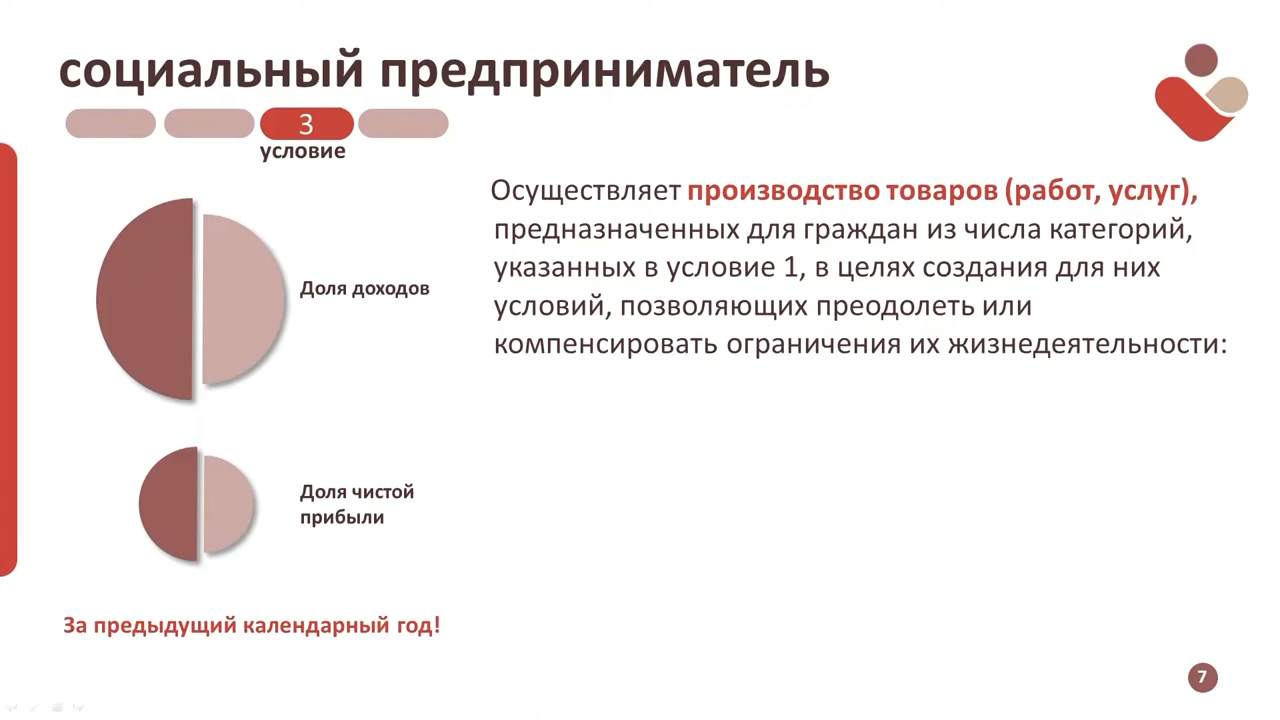 социальный предприниматель
3
условие
Осуществляет производство товаров (работ, услуг),
предназначенных для граждан из числа категорий,
указанных в условие 1, в целях создания для них
условий, позволяющих преодолеть или
компенсировать ограничения их жизнедеятельности:
Доля доходов
Доля чистой
прибыли
За предыдущий календарный год!
7